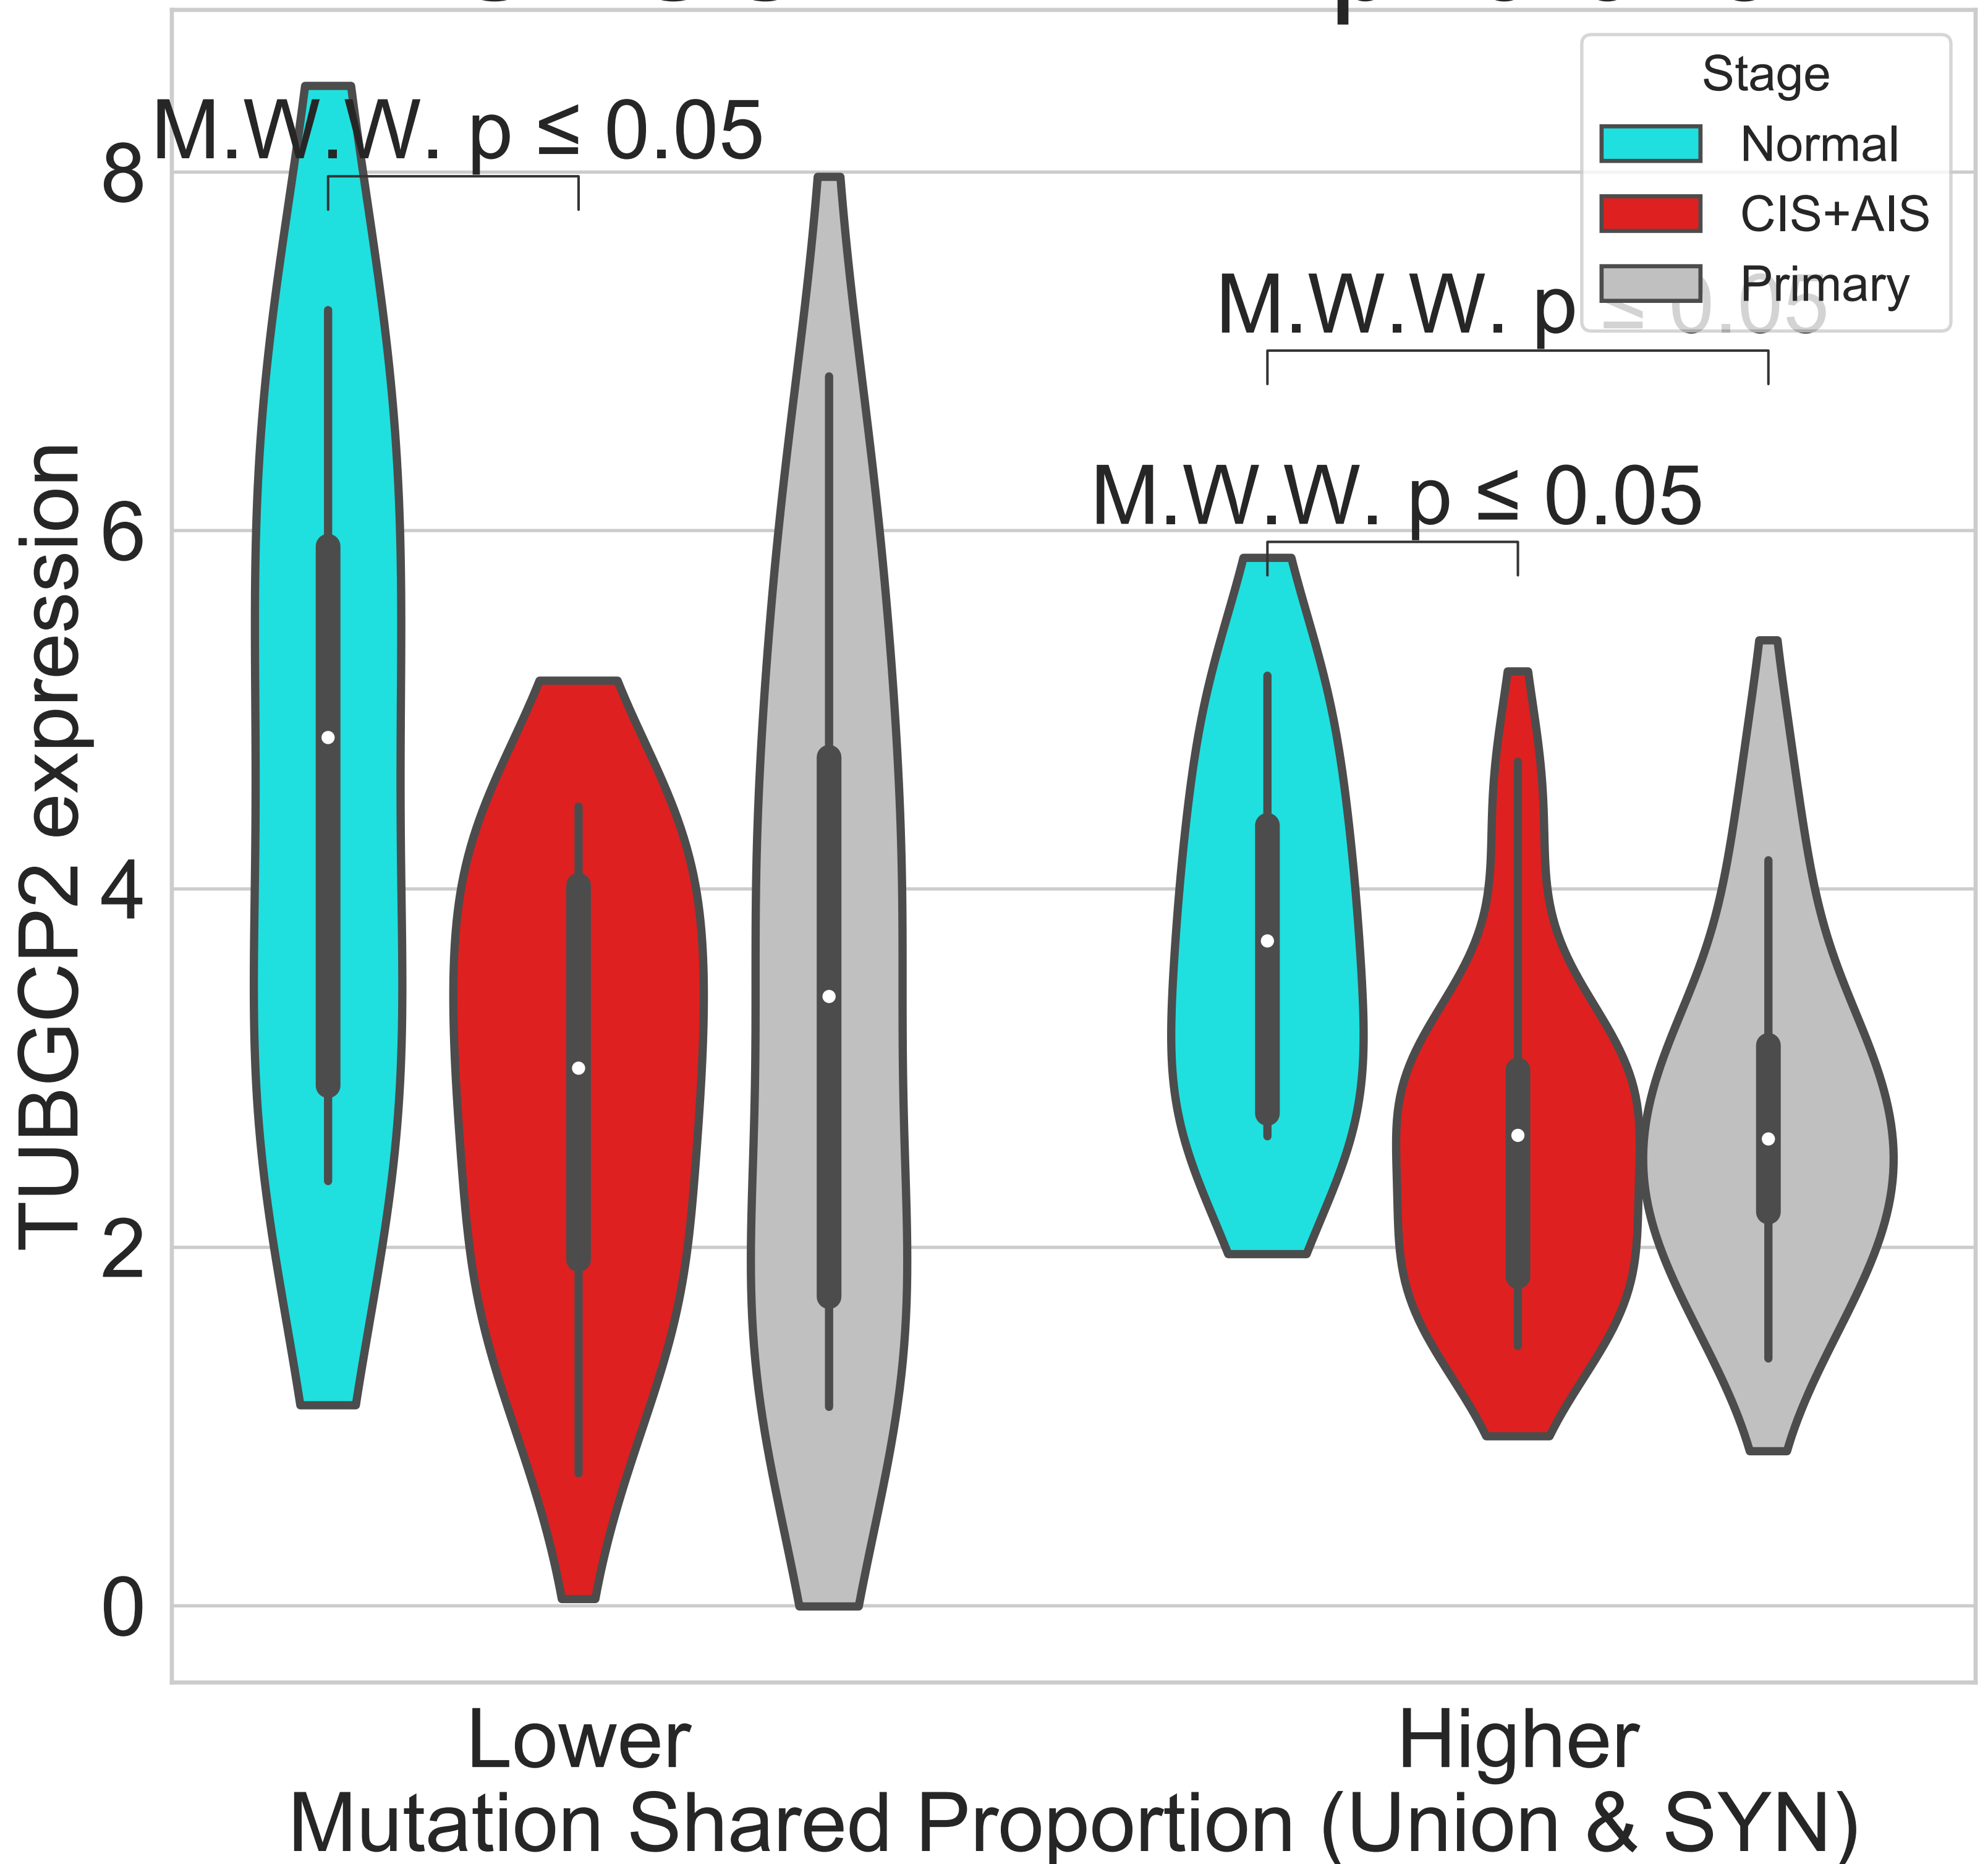 Stage
Normal
CIS+AIS
Primary
M.W.W. p ≤ 0.05
M.W.W. p ≤ 0.05
M.W.W. p ≤ 0.05
8
6
4
2
0
TUBGCP2 expression
Lower
Higher
Mutation Shared Proportion (Union & SYN)